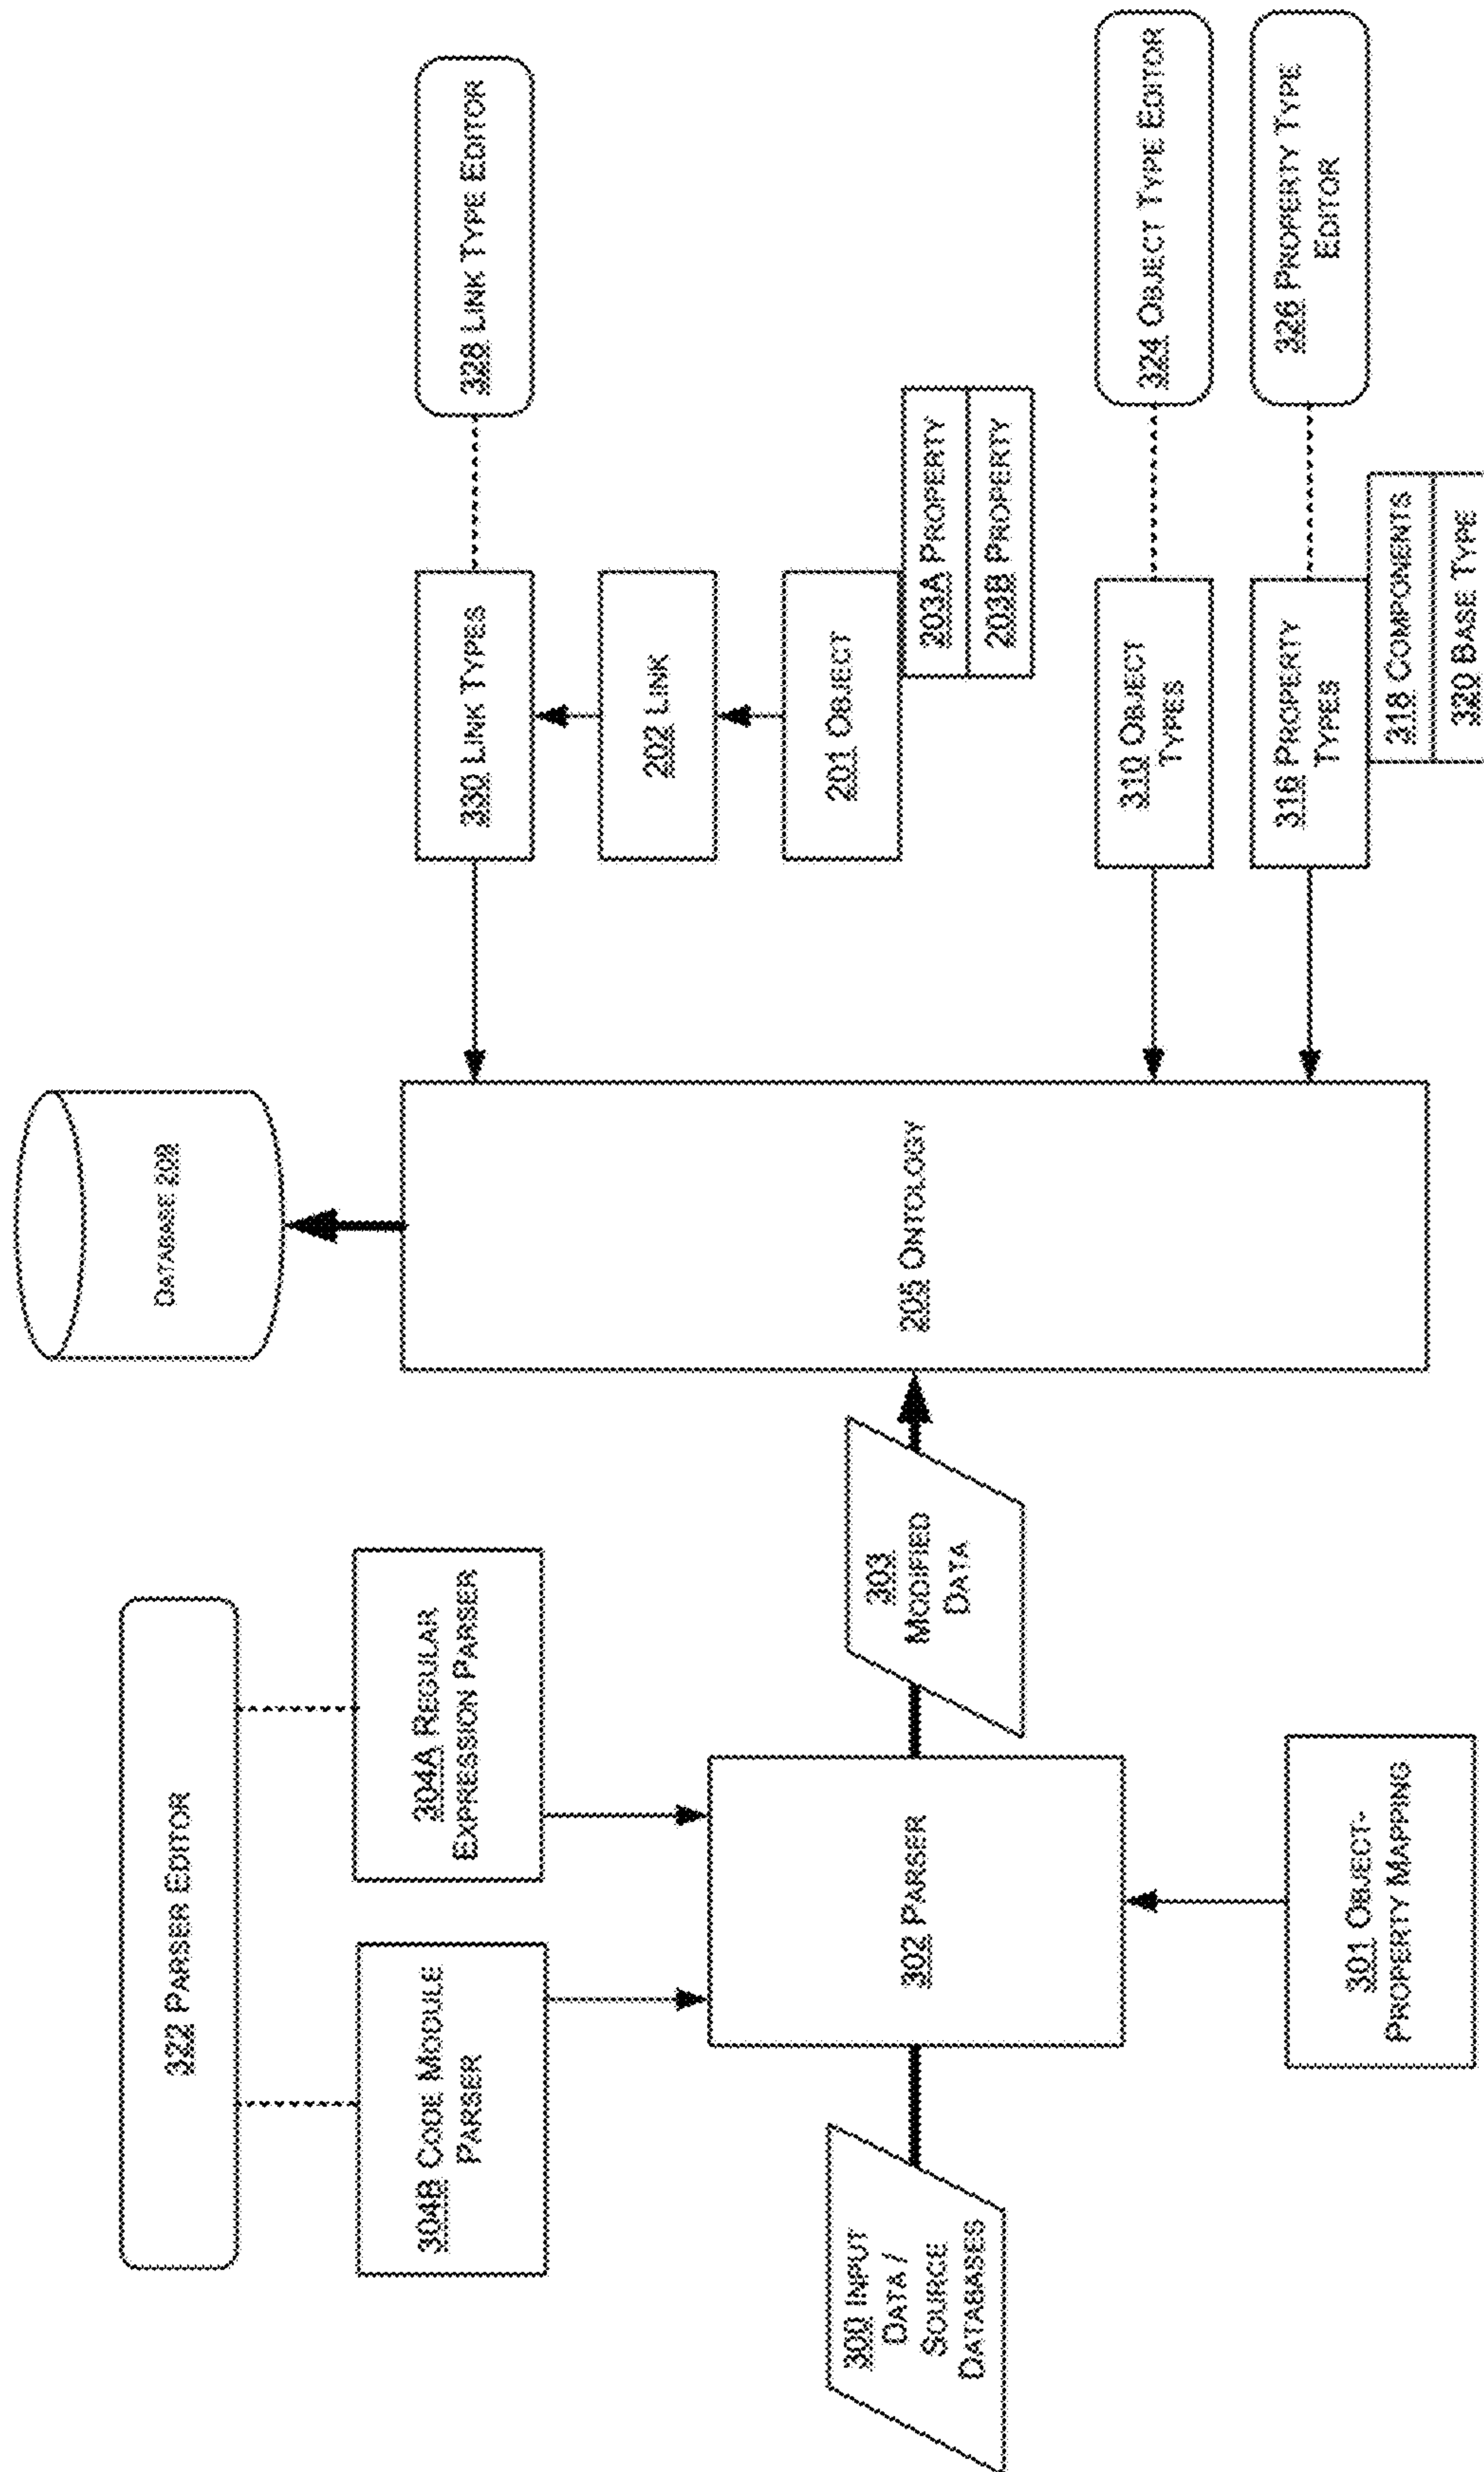 DATABASE 209
322 PARSER EDITOR
304B CODE MODULE
PARSER
304A REGULAR
EXPRESSION PARSER
330 LINK TYPES
328 LINK TYPE EDITOR
202 LINK
300 INPUT
DATA /
SOURCE
DATABASES
302 PARSER
303
MODIFIED
DATA
205 ONTOLOGY
201 OBJECT
303A PROPERTY
203B PROPERTY
310 OBJECT
TYPES
324 OBJECT TYPE EDITOR
301 OBJECT-
PROPERTY MAPPING
316 PROPERTY
TYPES
326 PROPERTY TYPE
EDITOR
318 COMPONENTS
320 BASE TYPE